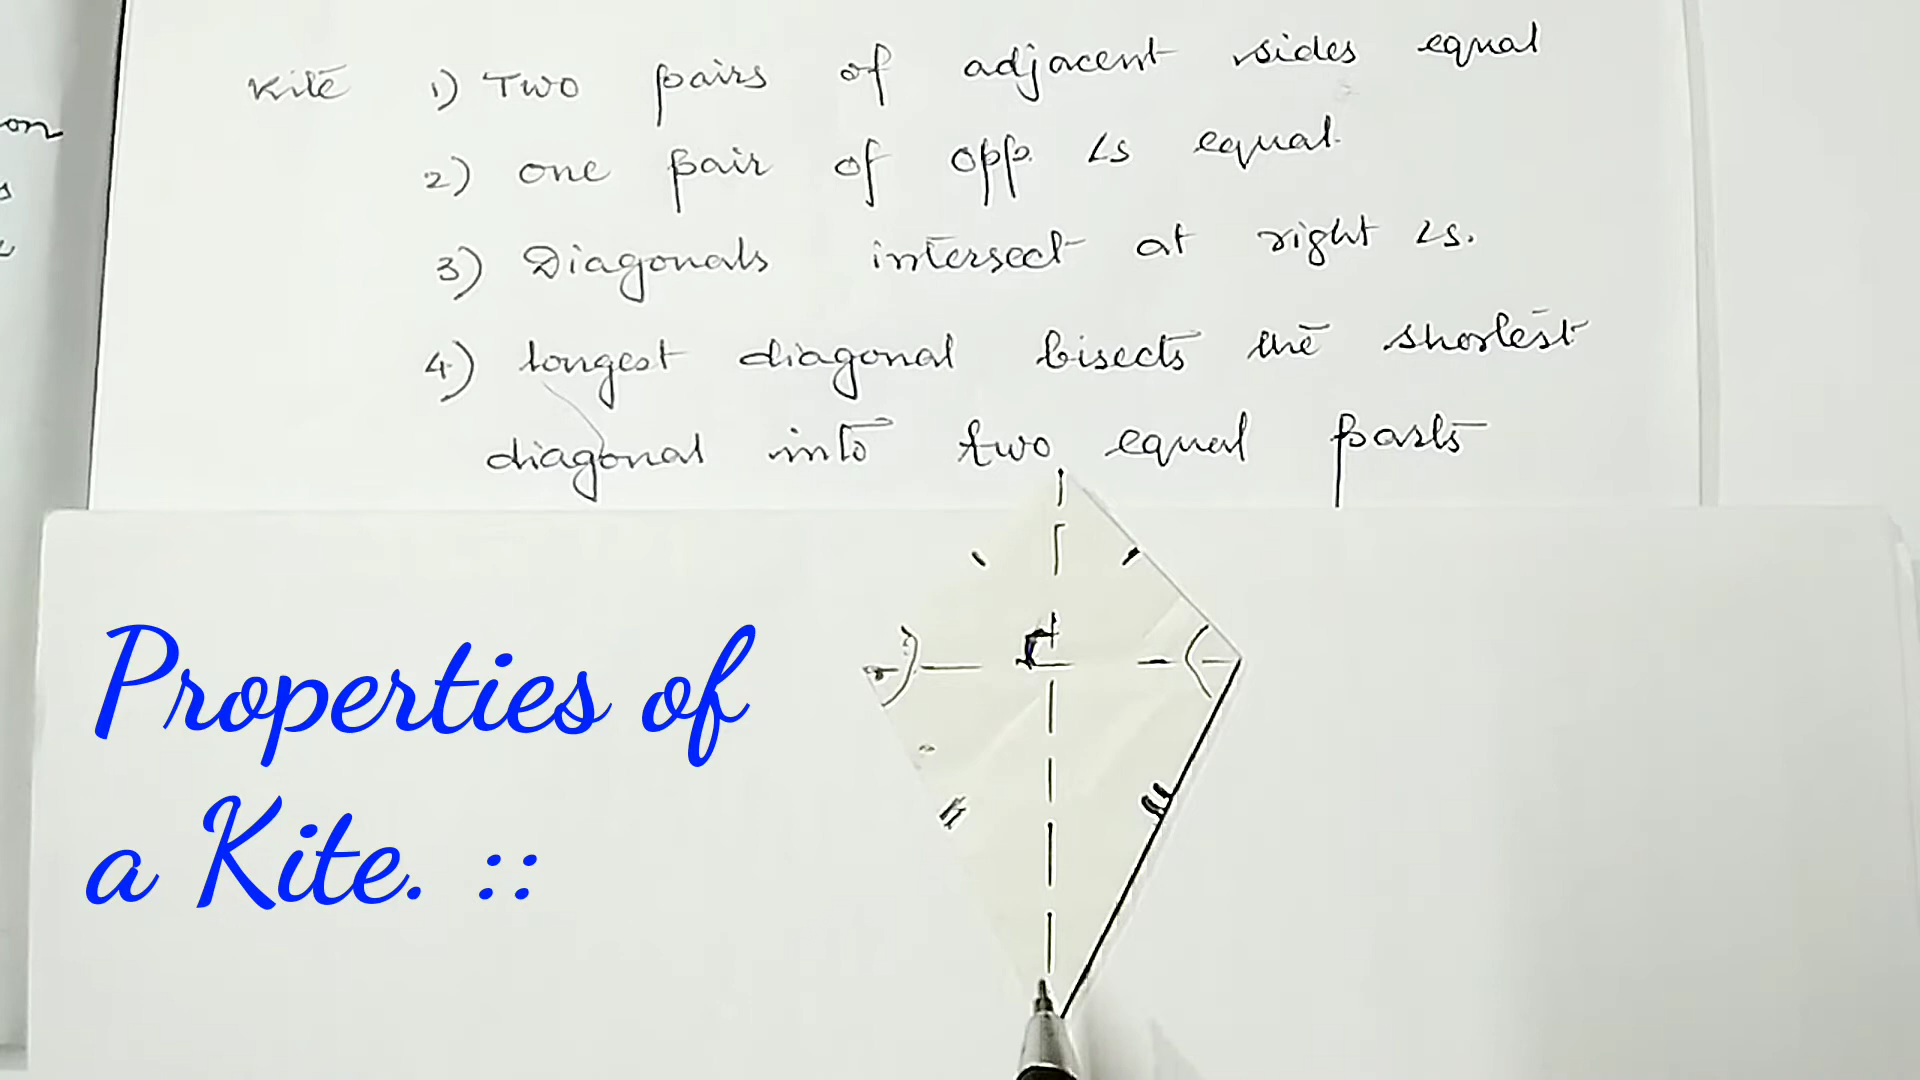 on
s
Kite 1) Two pairs of adjacent sides equal
2) one pair of opp. ∠s equal.
3) Diagonals intersect at right ∠s.
4) longest diagonal bisects the shortest
diagonal into two equal parts
Properties of
a Kite. ::